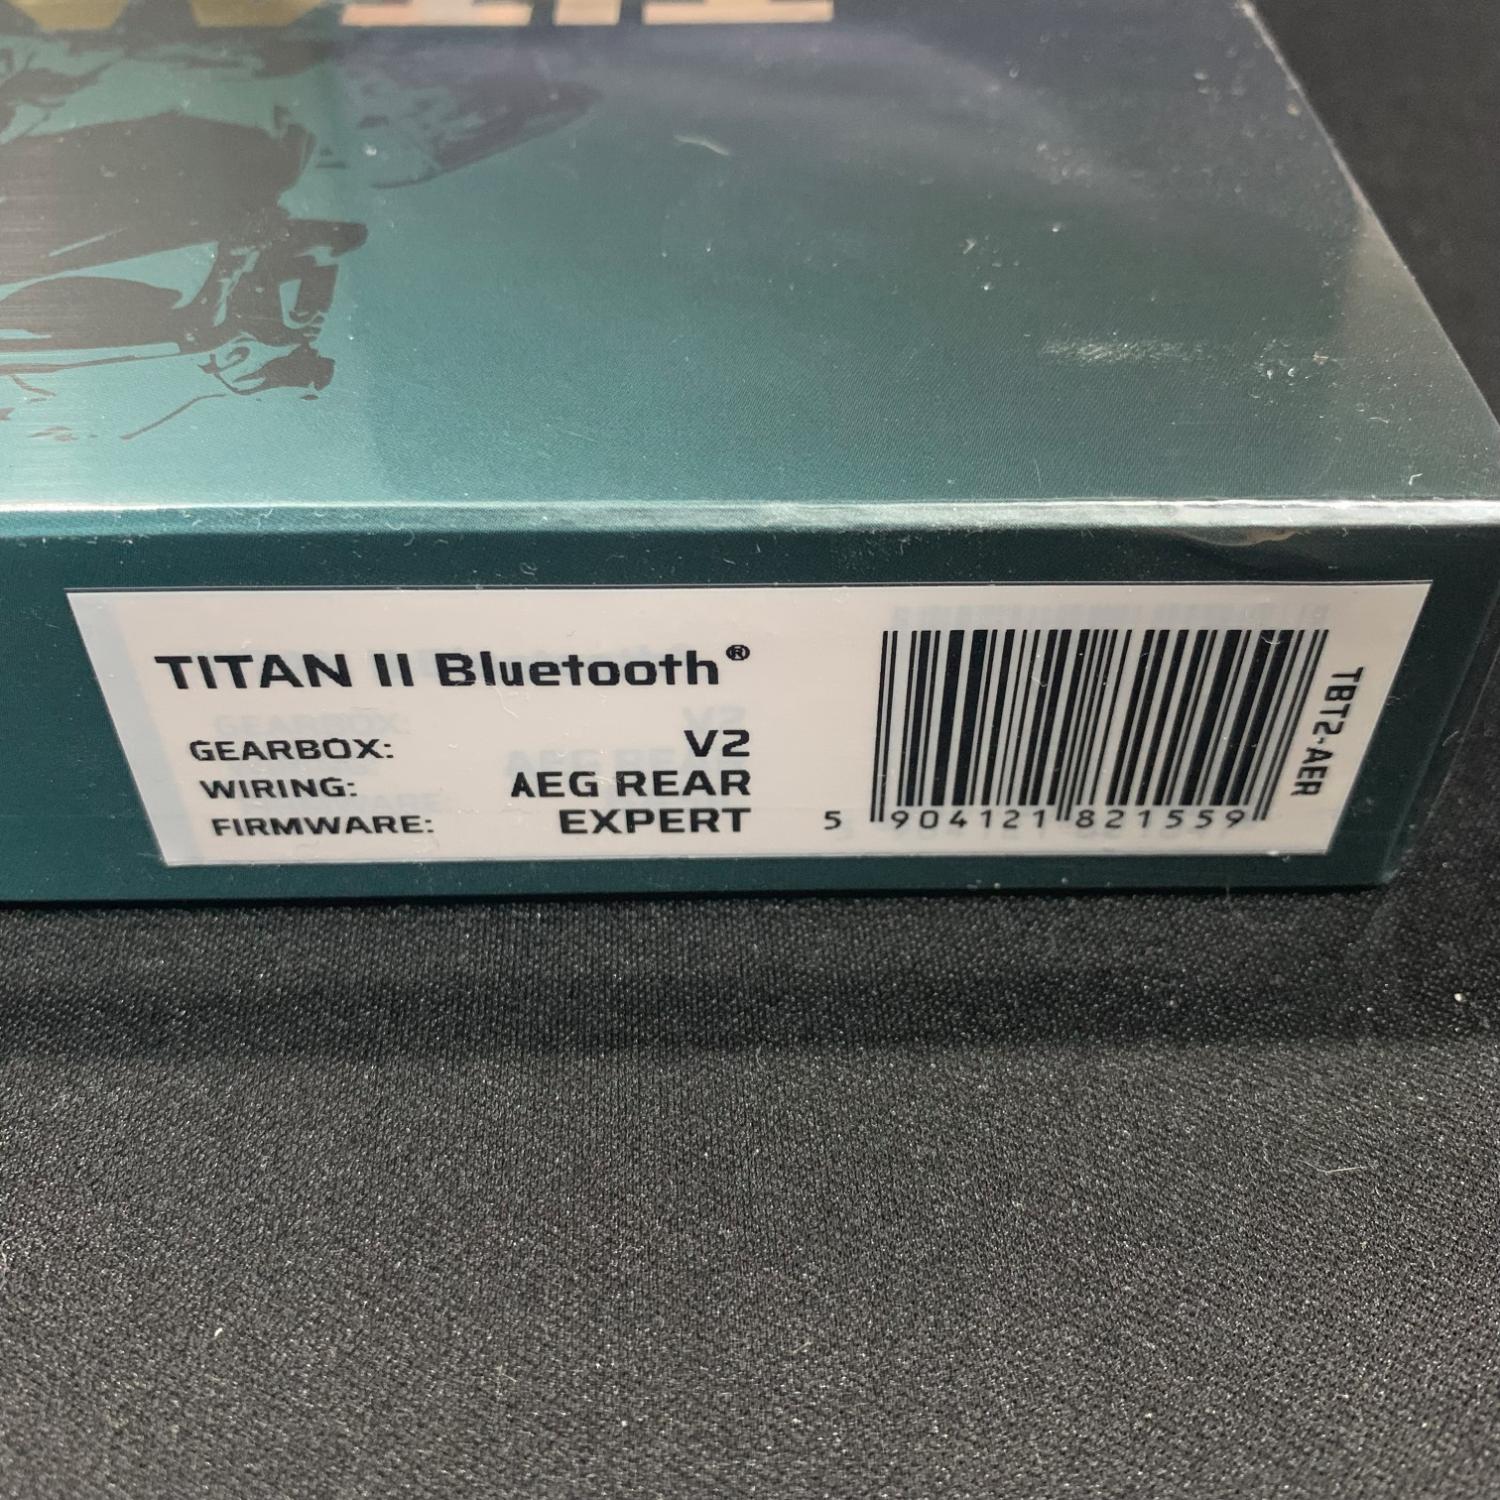 TITAN II Bluetooth®
GEARBOX: V2
WIRING: AEG REAR
FIRMWARE: EXPERT
5 904121 821559
TBT2-AER